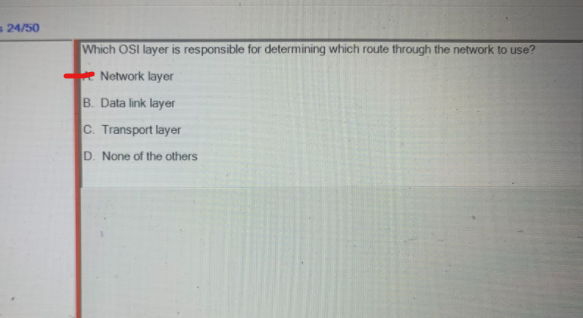 24/50
Which OSI layer is responsible for determining which route through the network to use?
Network layer
B. Data link layer
C. Transport layer
D. None of the others